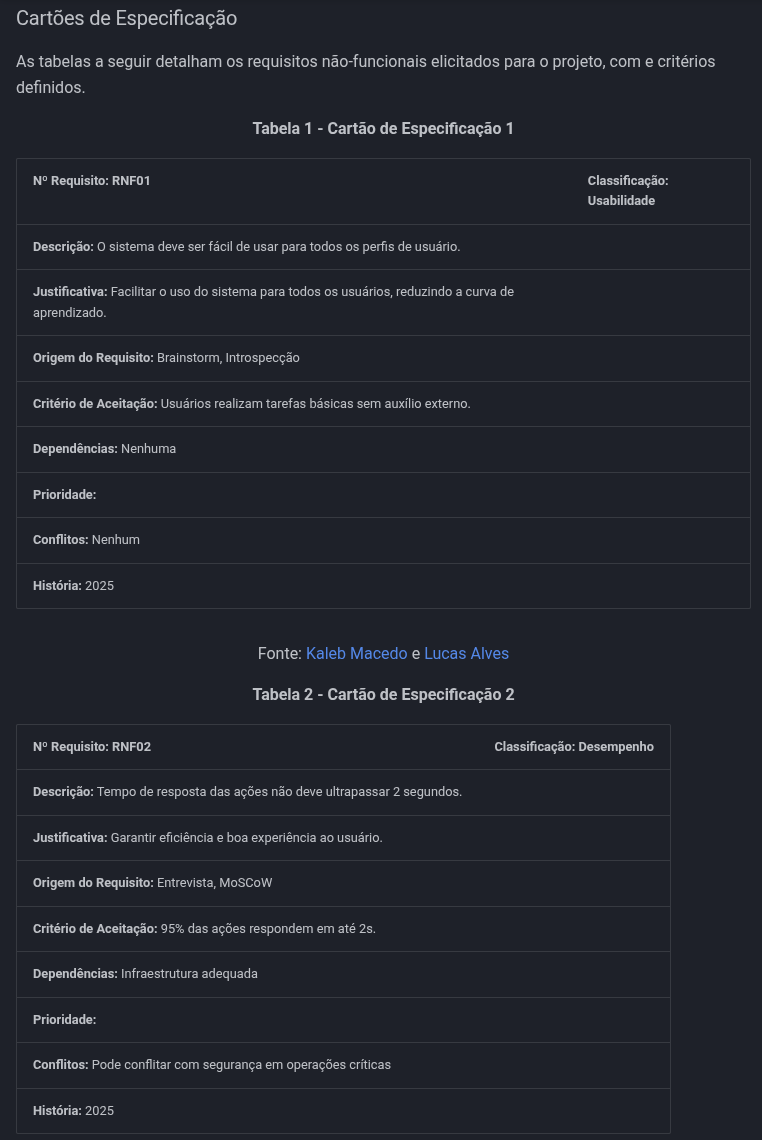 Cartões de Especificação
As tabelas a seguir detalham os requisitos não-funcionais elicitados para o projeto, com e critérios
definidos.
Tabela 1 - Cartão de Especificação 1
Nº Requisito: RNF01
Classificação:
Usabilidade
Descrição: O sistema deve ser fácil de usar para todos os perfis de usuário.
Justificativa: Facilitar o uso do sistema para todos os usuários, reduzindo a curva de
aprendizado.
Origem do Requisito: Brainstorm, Introspecção
Critério de Aceitação: Usuários realizam tarefas básicas sem auxílio externo.
Dependências: Nenhuma
Prioridade:
Conflitos: Nenhum
História: 2025
Fonte: Kaleb Macedo e Lucas Alves
Tabela 2 - Cartão de Especificação 2
Nº Requisito: RNF02
Classificação: Desempenho
Descrição: Tempo de resposta das ações não deve ultrapassar 2 segundos.
Justificativa: Garantir eficiência e boa experiência ao usuário.
Origem do Requisito: Entrevista, MoSCoW
Critério de Aceitação: 95% das ações respondem em até 2s.
Dependências: Infraestrutura adequada
Prioridade:
Conflitos: Pode conflitar com segurança em operações críticas
História: 2025